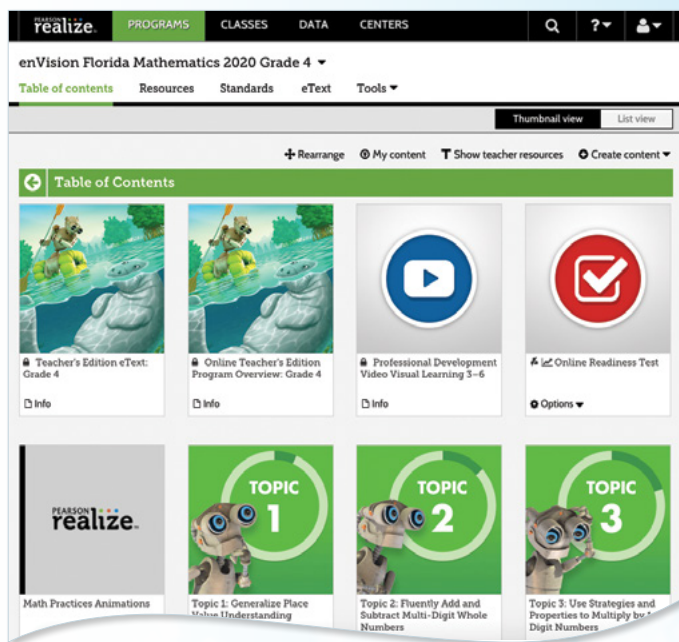 PEARSON
realize. PROGRAMS CLASSES DATA CENTERS ?
enVision Florida Mathematics 2020 Grade 4
Table of contents Resources Standards eText Tools
Thumbnail view List view
Rearrange My content Show teacher resources Create content
Table of Contents
Teacher's Edition eText:
Grade 4
Info
Online Teacher's Edition
Program Overview: Grade 4
Info
Professional Development
Video Visual Learning 3–6
Info
Online Readiness Test
Options
PEARSON
realize.
Math Practices Animations
TOPIC
1
Topic 1: Generalize Place
Value Understanding
TOPIC
2
Topic 2: Fluently Add and
Subtract Multi-Digit Whole
Numbers
TOPIC
3
Topic 3: Use Strategies and
Properties to Multiply by
Digit Numbers